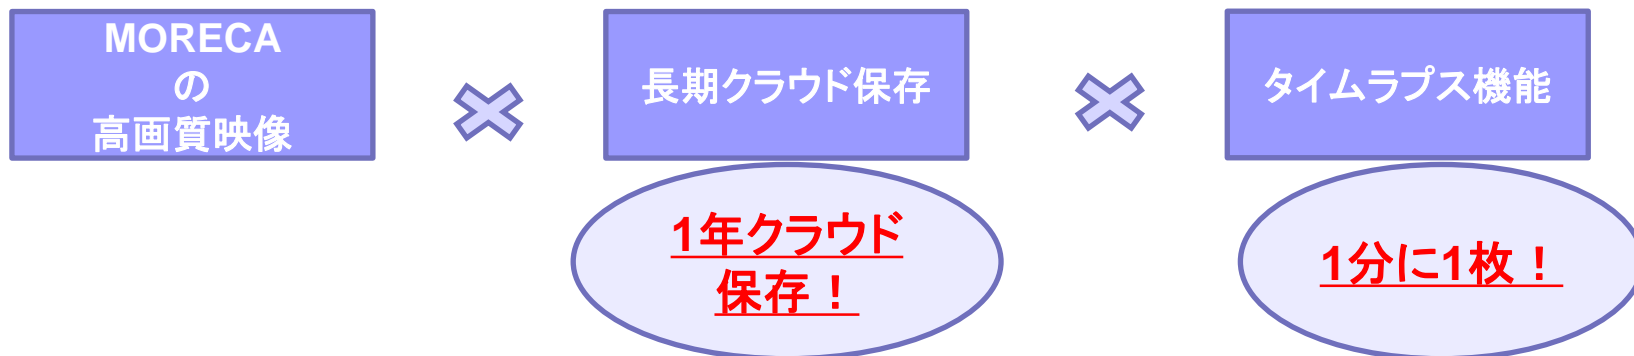 MORECA
の
高画質映像
長期クラウド保存
タイムラプス機能
1年クラウド
保存！
1分に1枚！